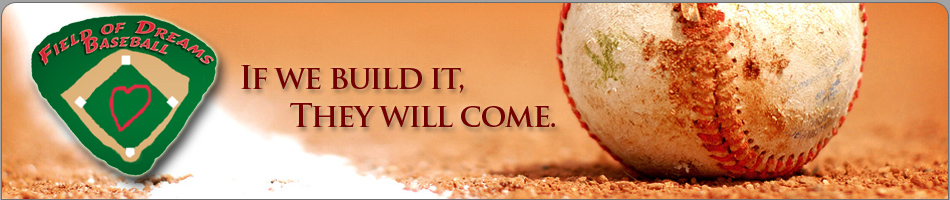 Field of Dreams
Baseball
If we build it,
They will come.